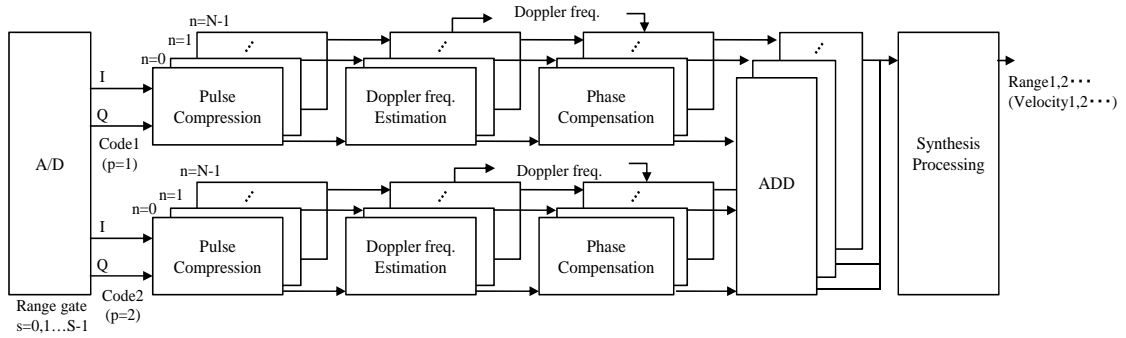 n=N-1
n=1
n=0
⋰
Doppler freq.
⋰
⋰
⋰
I
Q
Code1
(p=1)
Pulse
Compression
Doppler freq.
Estimation
Phase
Compensation
Range1,2・・・
(Velocity1,2・・・)
A/D
ADD
Synthesis
Processing
n=N-1
n=1
n=0
⋰
Doppler freq.
⋰
⋰
I
Q
Code2
(p=2)
Pulse
Compression
Doppler freq.
Estimation
Phase
Compensation
Range gate
s=0,1…S-1